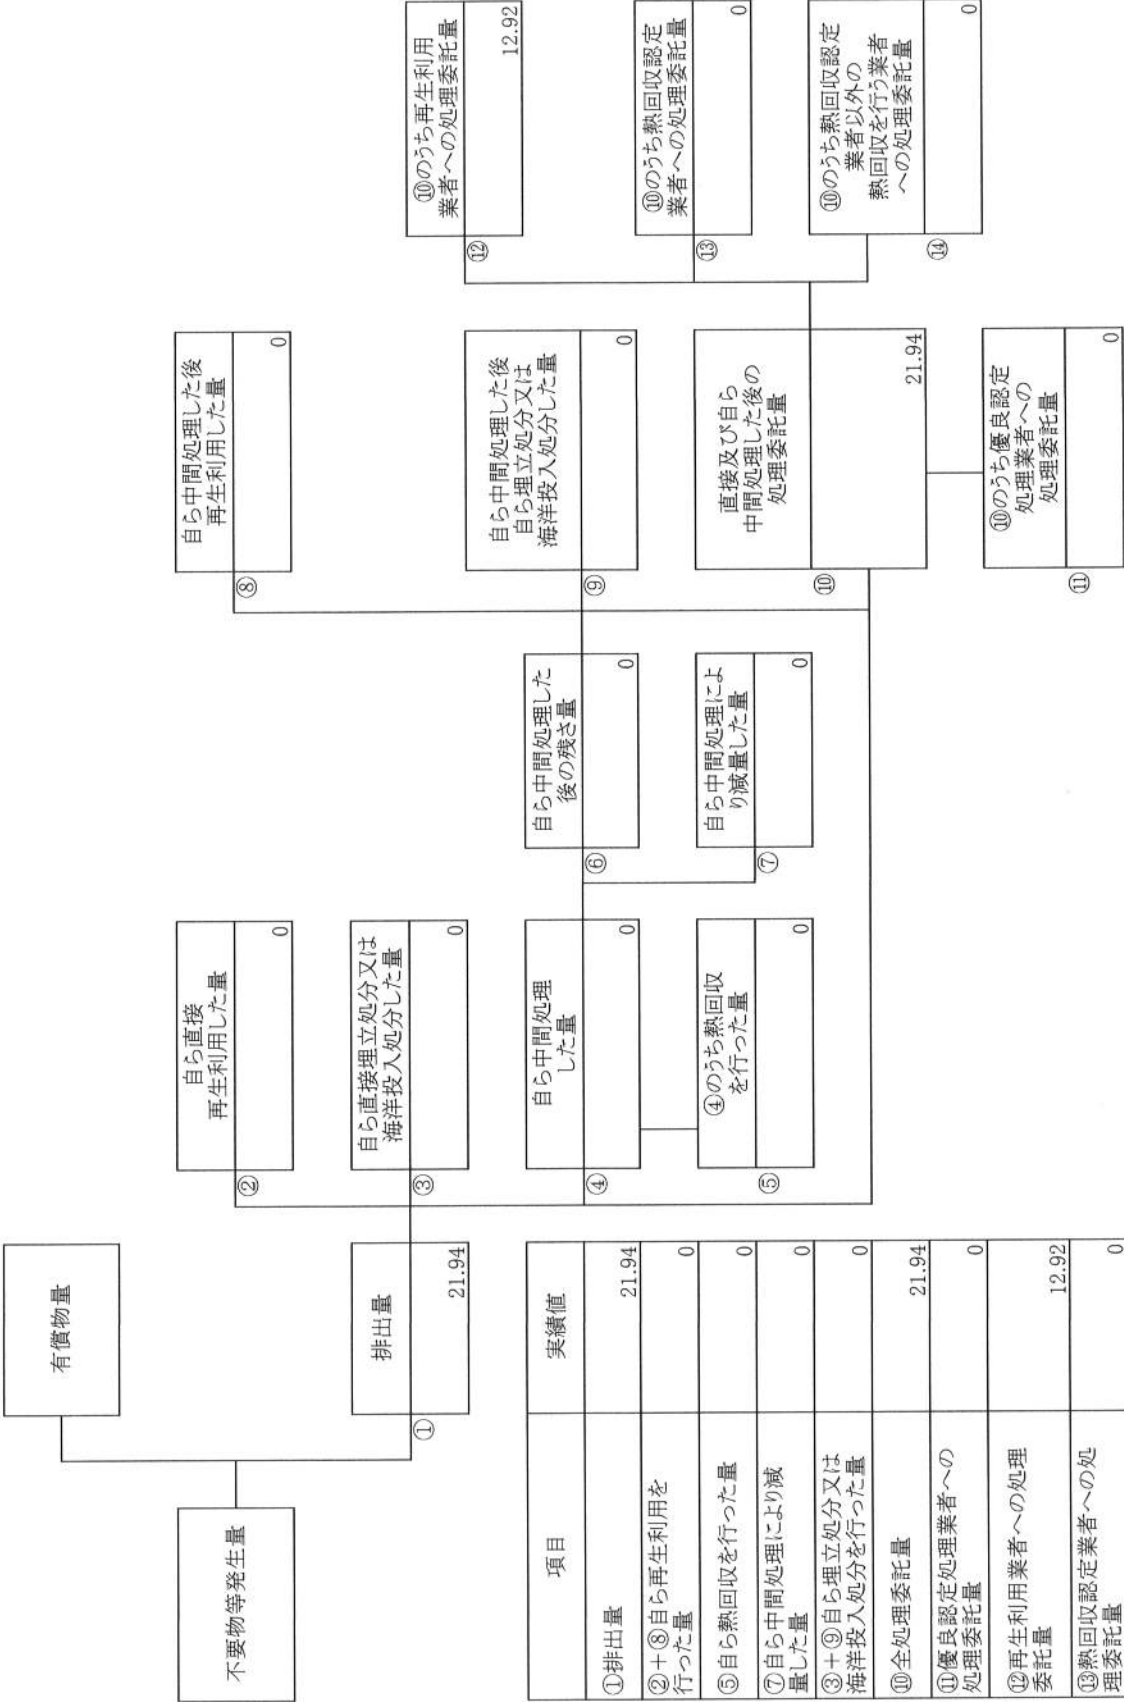 有償物量
不要物等発生量
①
排出量
21.94
②
自ら直接
再生利用した量
0
③
自ら直接埋立処分又は
海洋投入処分した量
0
④
自ら中間処理
した量
0
⑤
④のうち熱回収
を行った量
0
⑥
自ら中間処理した
後の残さ量
0
⑦
自ら中間処理によ
り減量した量
0
⑧
自ら中間処理した後
再生利用した量
0
⑨
自ら中間処理した後
自ら埋立処分又は
海洋投入処分した量
0
⑩
直接及び自ら
中間処理した後の
処理委託量
21.94
⑪
⑩のうち優良認定
処理業者への
処理委託量
0
⑫
⑩のうち再生利用
業者への処理委託量
12.92
⑬
⑩のうち熱回収認定
業者への処理委託量
0
⑭
⑩のうち熱回収認定
業者以外の
熱回収を行う業者
への処理委託量
0
項目 実績値
①排出量 21.94
②+⑧自ら再生利用を
行った量 0
⑤自ら熱回収を行った量 0
⑦自ら中間処理により減
量した量 0
③+⑨自ら埋立処分又は
海洋投入処分を行った量 0
⑩全処理委託量 21.94
⑪優良認定処理業者への
処理委託量 0
⑫再生利用業者への処理
委託量 12.92
⑬熱回収認定業者への処
理委託量 0